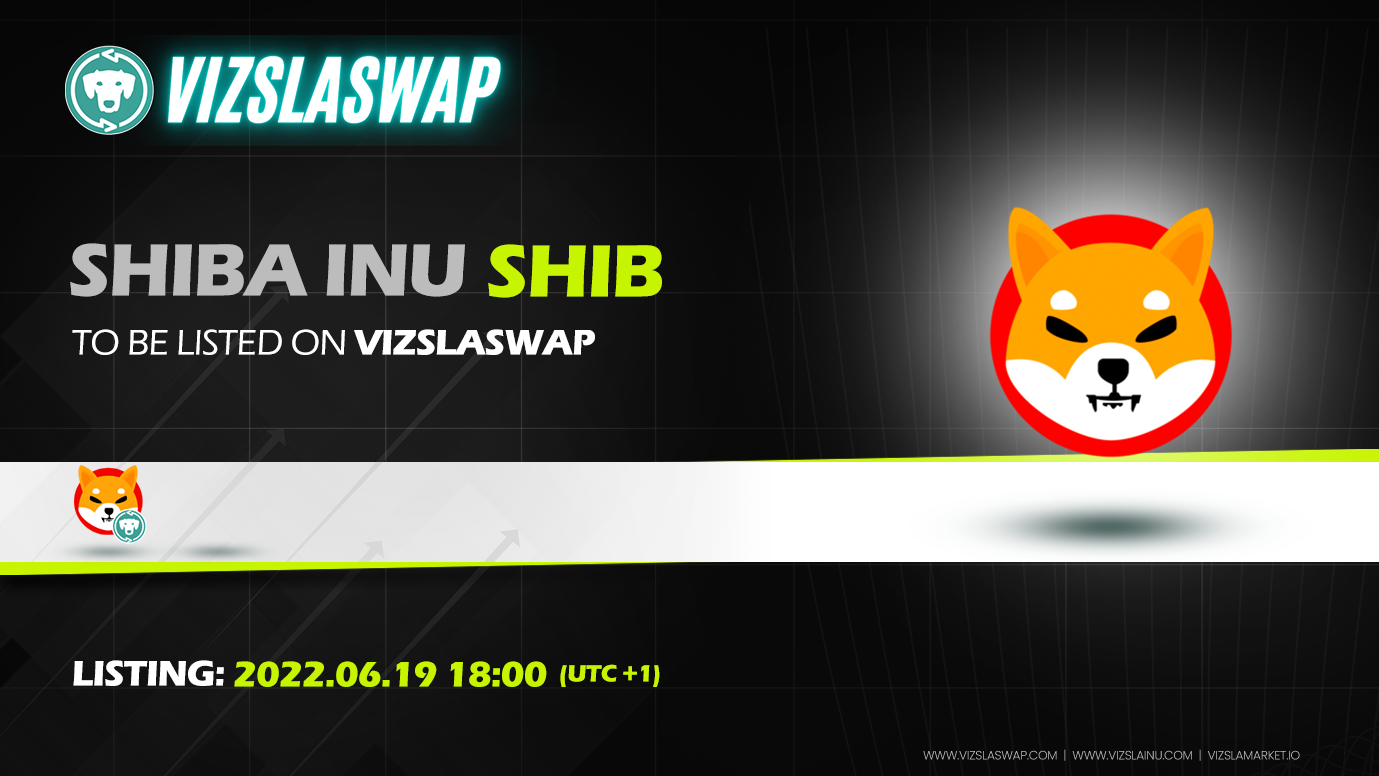 VIZSLASWAP
SHIBA INU SHIB
TO BE LISTED ON VIZSLASWAP
LISTING: 2022.06.19 18:00 (UTC +1)
WWW.VIZSLASWAP.COM | WWW.VIZSLAINU.COM | VIZSLAMARKET.IO